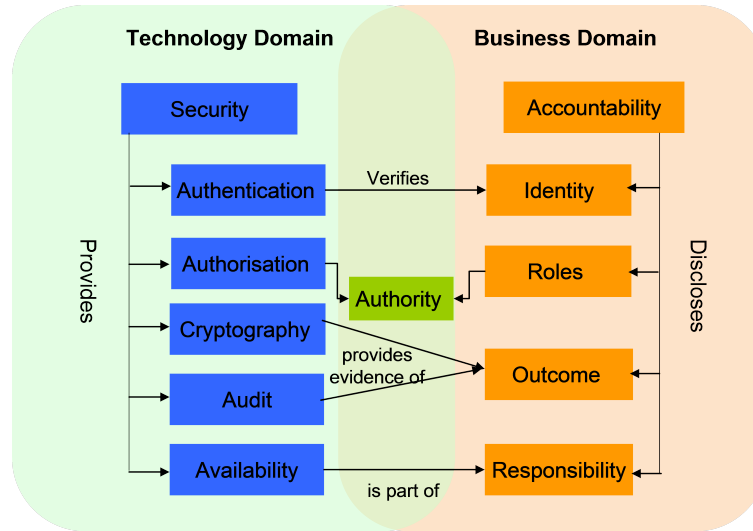 Technology Domain
Business Domain
Security
Accountability
Authentication
Verifies
Identity
Provides
Discloses
Authorisation
Roles
Authority
Cryptography
provides
evidence of
Outcome
Audit
Availability
is part of
Responsibility